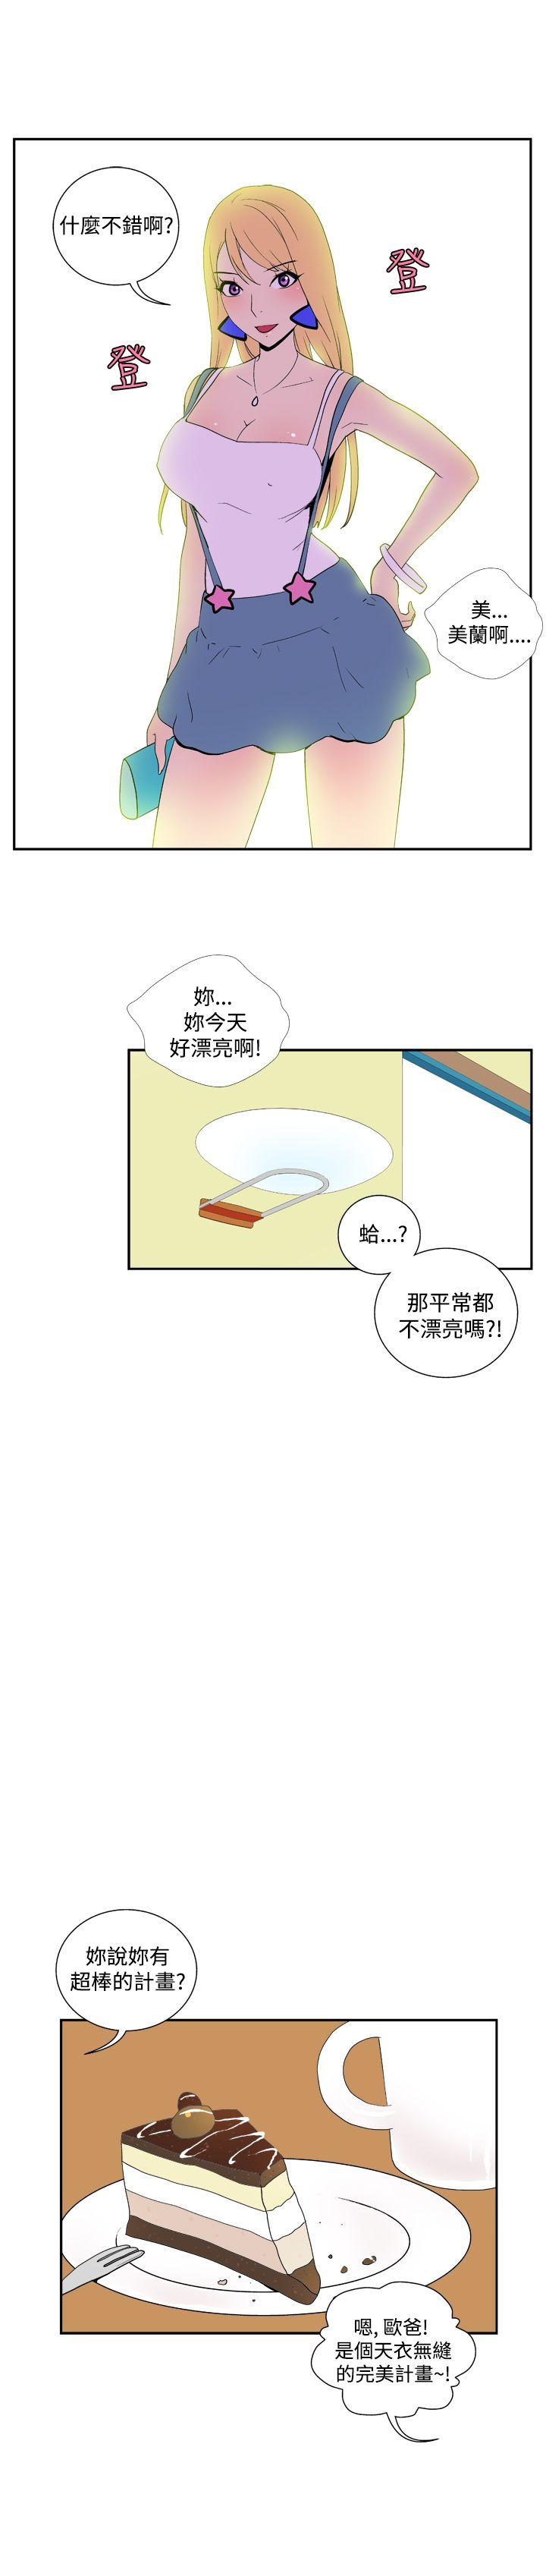 什麼不錯啊?
登
登
美...
美蘭啊....
妳...
妳今天
好漂亮啊!
蛤...?
那平常都
不漂亮嗎?!
妳說妳有
超棒的計畫?
嗯, 歐爸!
是個天衣無縫
的完美計畫~!